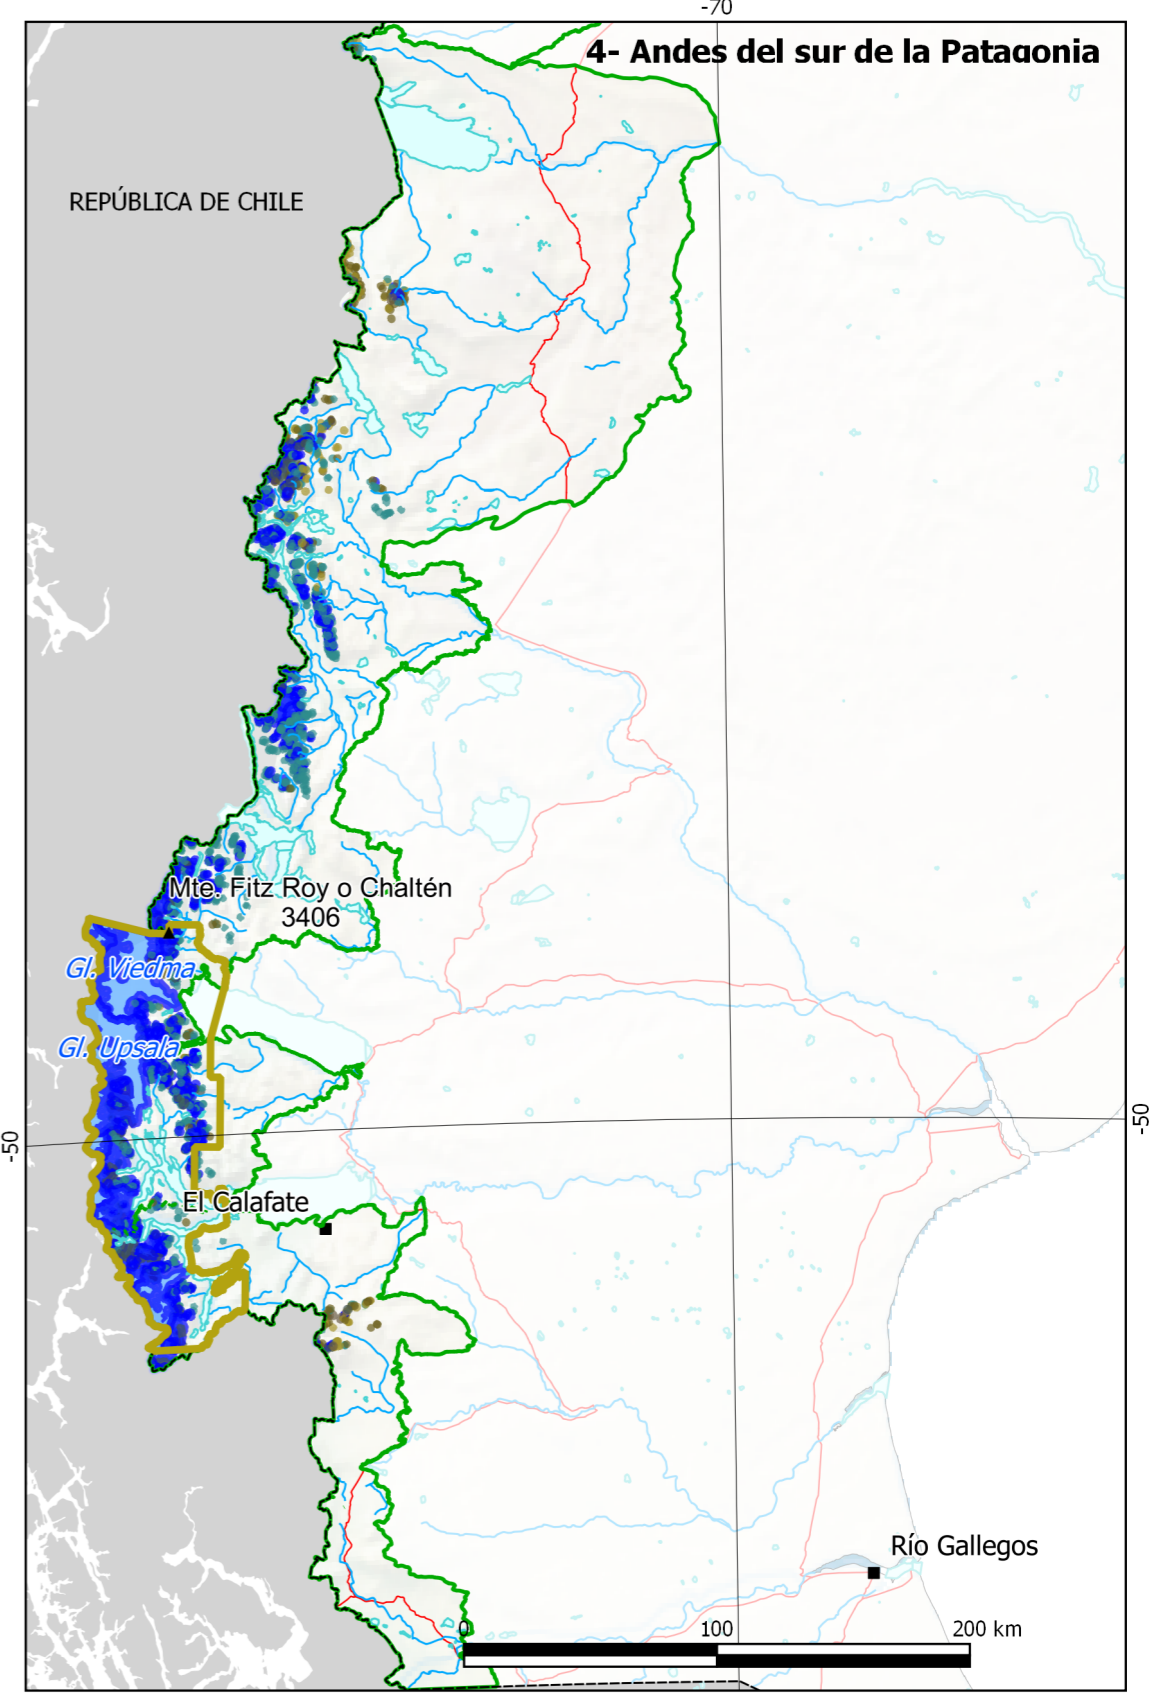 -70
4- Andes del sur de la Patagonia
REPÚBLICA DE CHILE
Mte. Fitz Roy o Chaltén
3406
Gl. Viedma
Gl. Upsala
-50
-50
El Calafate
Río Gallegos
0 100 200 km